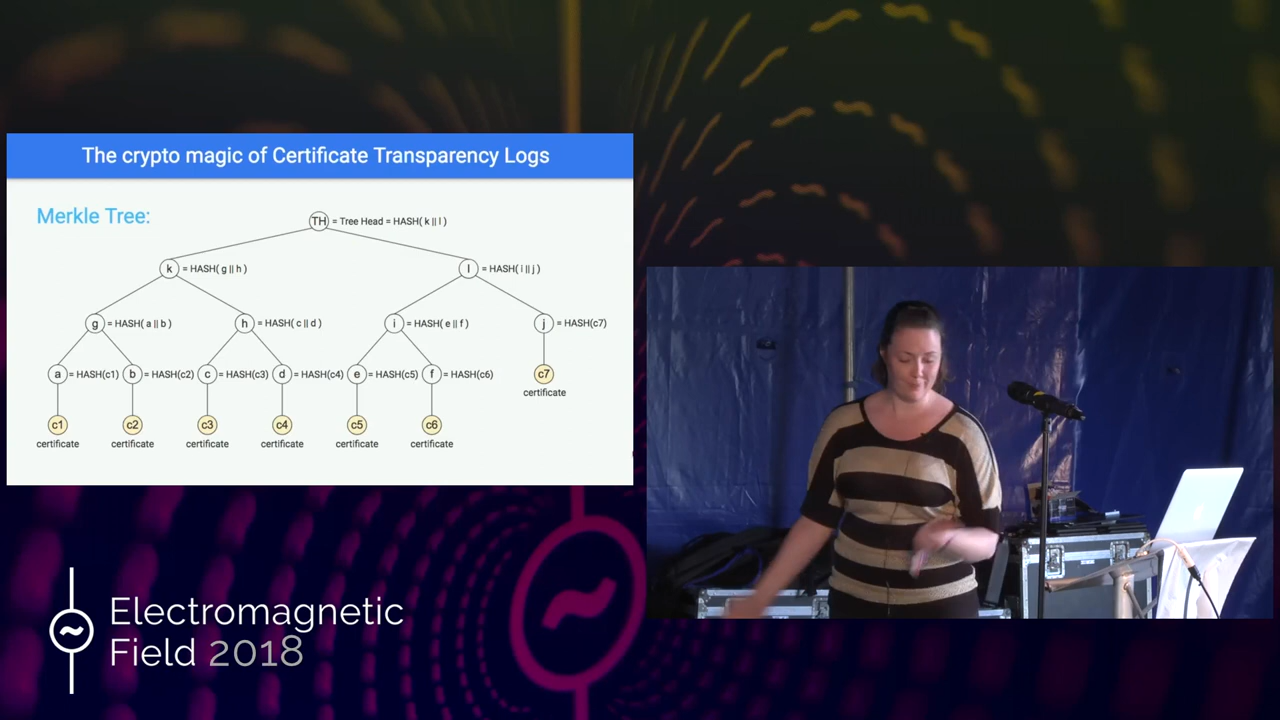 The crypto magic of Certificate Transparency Logs
Merkle Tree:
TH = Tree Head = HASH( k || l )
k = HASH( g || h ) l = HASH( i || j )
g = HASH( a || b ) h = HASH( c || d ) i = HASH( e || f ) j = HASH(c7)
a = HASH(c1) b = HASH(c2) c = HASH(c3) d = HASH(c4) e = HASH(c5) f = HASH(c6) c7
certificate
c1 c2 c3 c4 c5 c6
certificate certificate certificate certificate certificate certificate
Electromagnetic
Field 2018